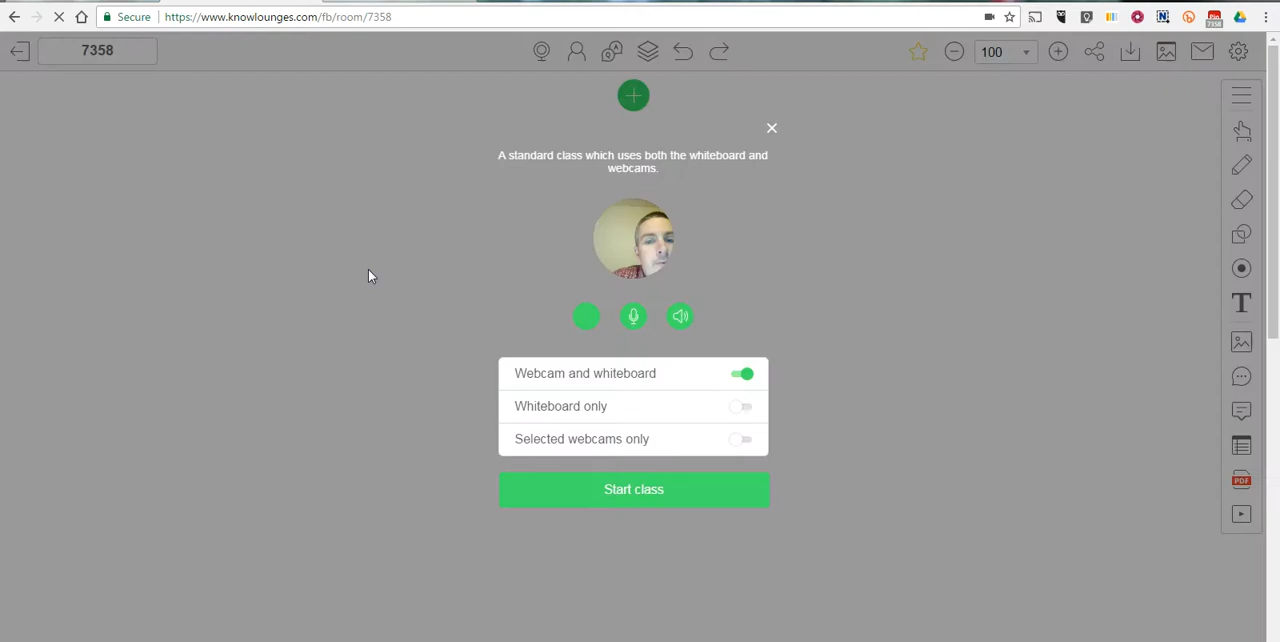 Secure https://www.knowlounges.com/fb/room/7358
7358
7358
100
A standard class which uses both the whiteboard and
webcams.
Webcam and whiteboard
Whiteboard only
Selected webcams only
Start class
T
PDF